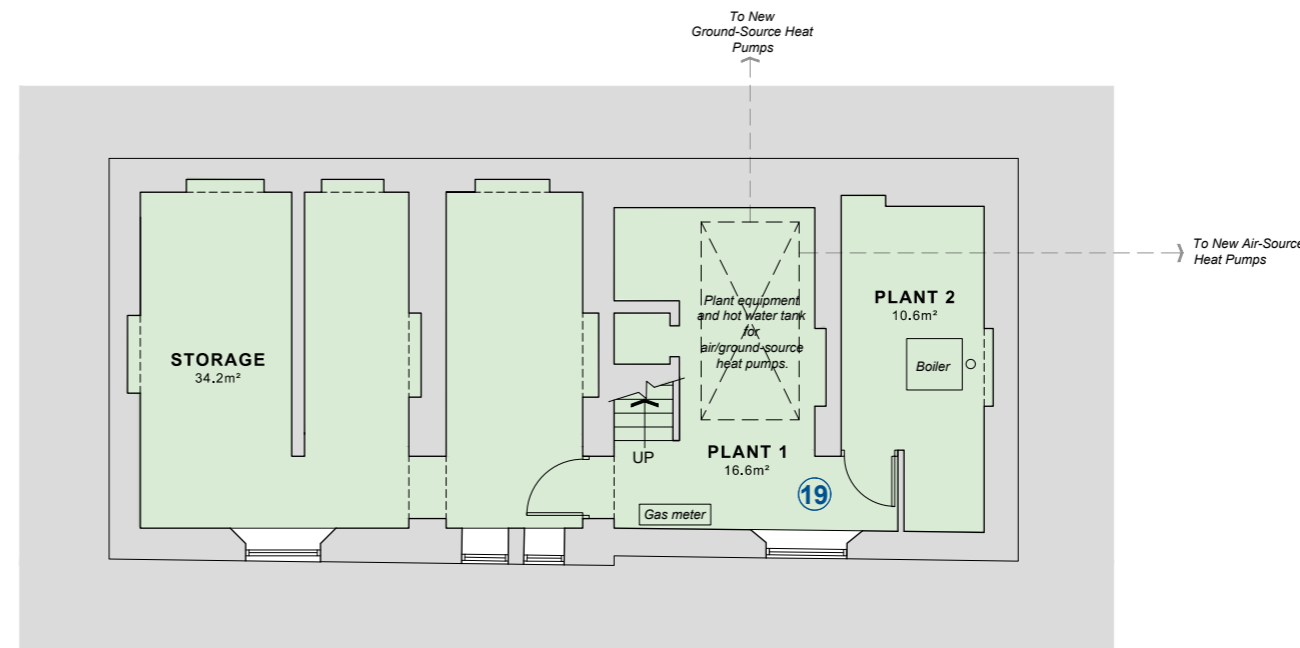 To New
Ground-Source Heat
Pumps
To New Air-Source
Heat Pumps
PLANT 2
10.6m²
Plant equipment
and hot water tank
for
air/ground-source
heat pumps.
STORAGE
34.2m²
Boiler
UP
PLANT 1
16.6m²
19
Gas meter